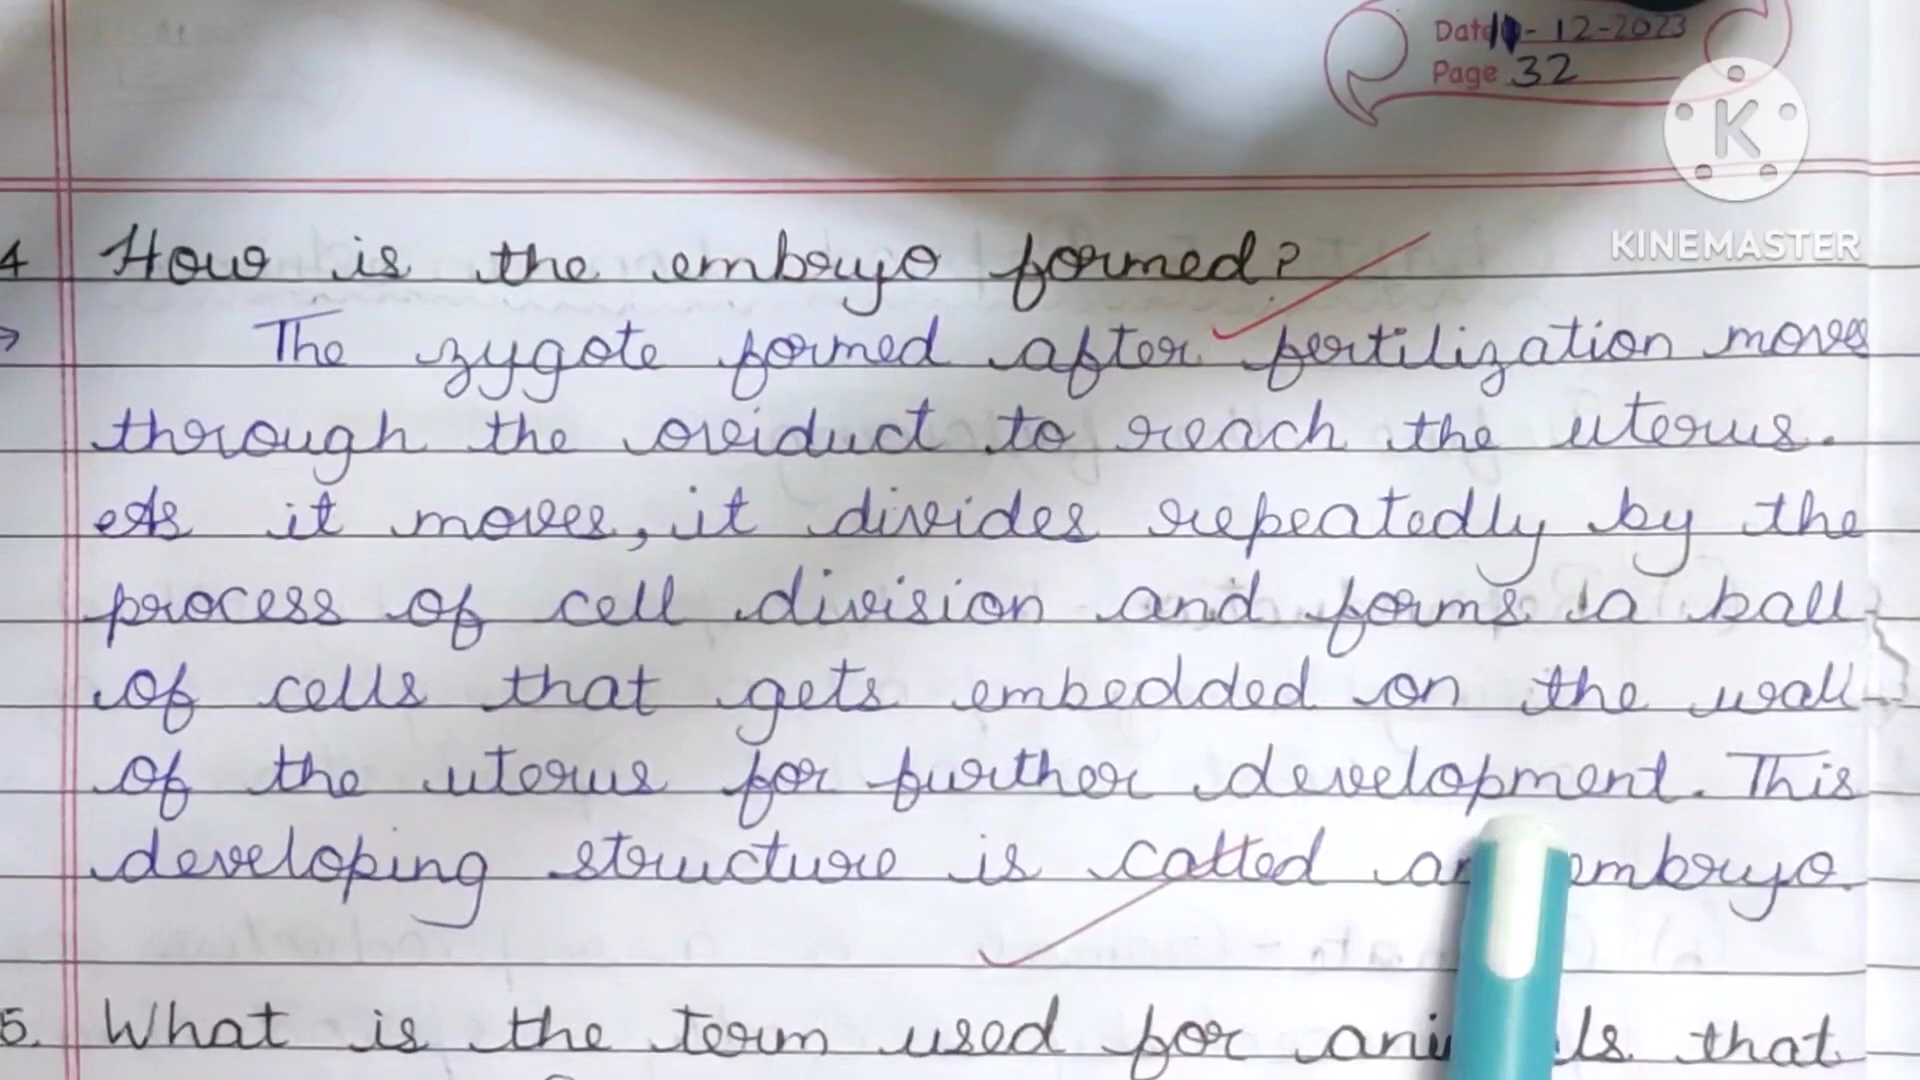 Date - 12-2023
Page 32
KINEMASTER
4 How is the embryo formed?
→ The zygote formed after fertilization moves
through the oviduct to reach the uterus.
As it moves, it divides repeatedly by the
process of cell division and forms a ball
of cells that gets embedded on the wall
of the uterus for further development. This
developing structure is called an embryo.
5. What is the term used for that